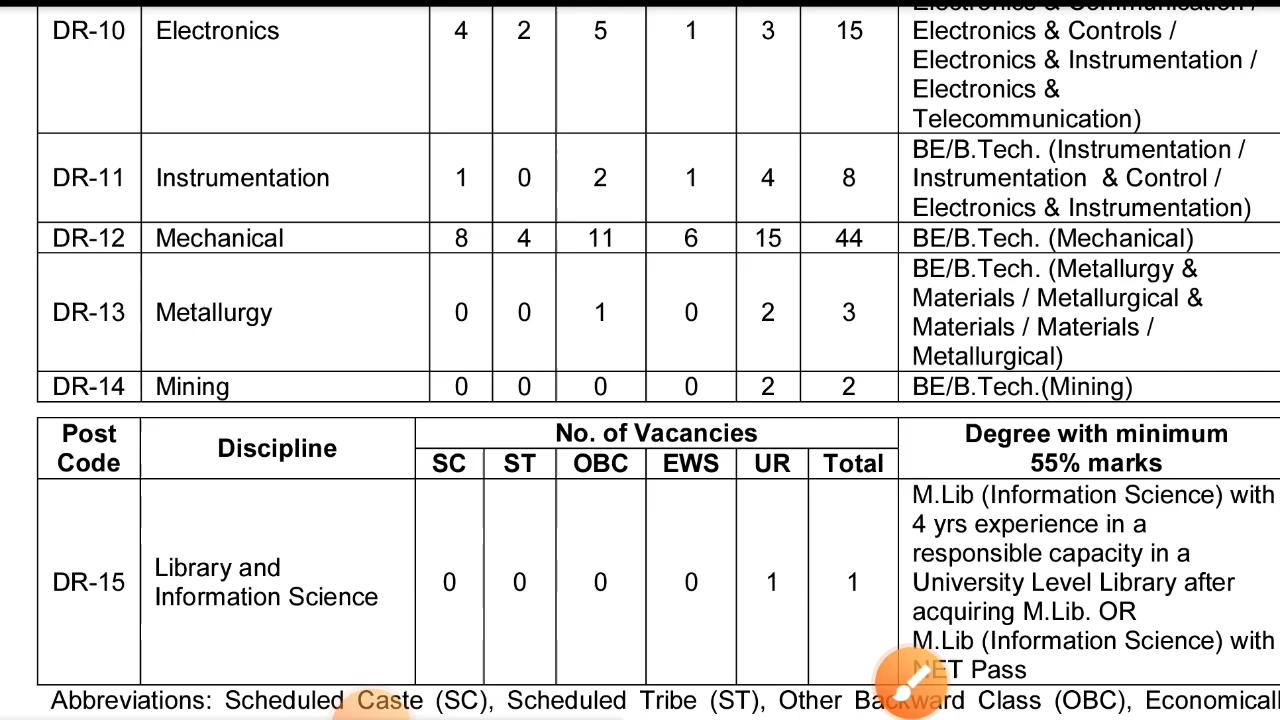 DR-10 Electronics 4 2 5 1 3 15
Electronics & Communication /
Electronics & Controls /
Electronics & Instrumentation /
Electronics &
Telecommunication)
DR-11 Instrumentation 1 0 2 1 4 8
BE/B.Tech. (Instrumentation /
Instrumentation & Control /
Electronics & Instrumentation)
DR-12 Mechanical 8 4 11 6 15 44 BE/B.Tech. (Mechanical)
DR-13 Metallurgy 0 0 1 0 2 3
BE/B.Tech. (Metallurgy &
Materials / Metallurgical &
Materials / Materials /
Metallurgical)
DR-14 Mining 0 0 0 0 2 2 BE/B.Tech.(Mining)
Post
Code
Discipline
No. of Vacancies
SC ST OBC EWS UR Total
Degree with minimum
55% marks
DR-15
Library and
Information Science
0 0 0 0 1 1
M.Lib (Information Science) with
4 yrs experience in a
responsible capacity in a
University Level Library after
acquiring M.Lib. OR
M.Lib (Information Science) with
NET Pass
Abbreviations: Scheduled Caste (SC), Scheduled Tribe (ST), Other Backward Class (OBC), Economicall